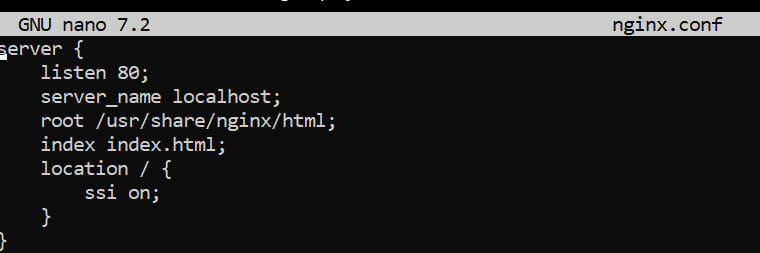 GNU nano 7.2 nginx.conf
server {
listen 80;
server_name localhost;
root /usr/share/nginx/html;
index index.html;
location / {
ssi on;
}
}